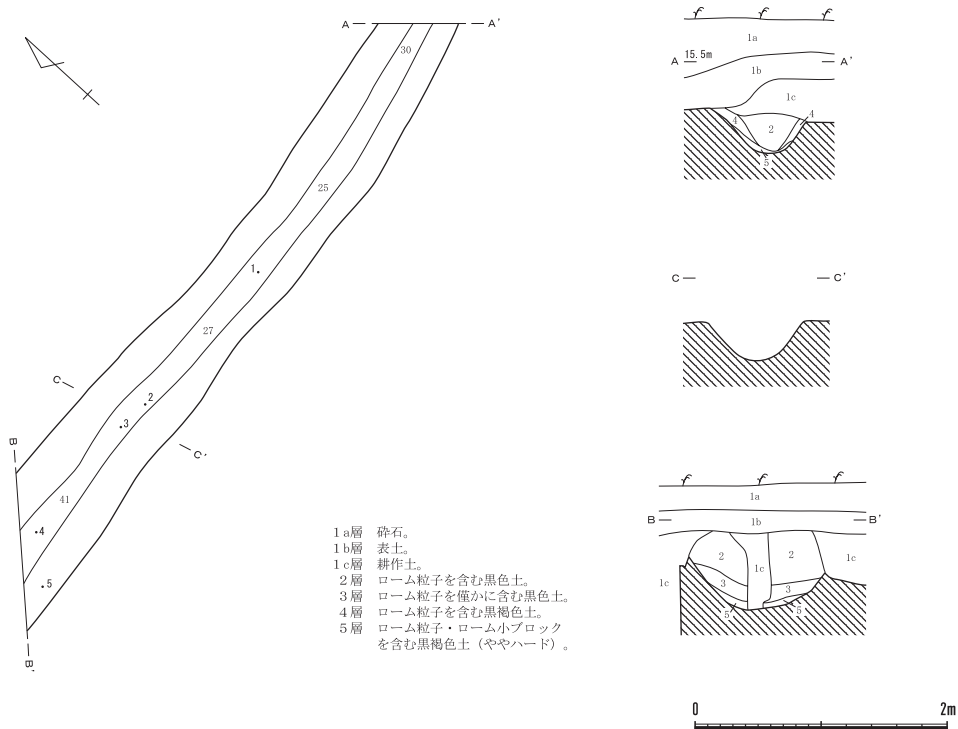 A A'
30
25
1
27
2
3
C
C'
B
41
4
5
B'
1a
15.5m
A A'
1b
1c
4 4
2
5
C C'
1a
B B'
1b
2 2
1c 1c 1c
3 3
5 5
0 2m
1a層 砕石。
1b層 表土。
1c層 耕作土。
2層 ローム粒子を含む黒色土。
3層 ローム粒子を僅かに含む黒色土。
4層 ローム粒子を含む黒褐色土。
5層 ローム粒子・ローム小ブロック
を含む黒褐色土（ややハード）。